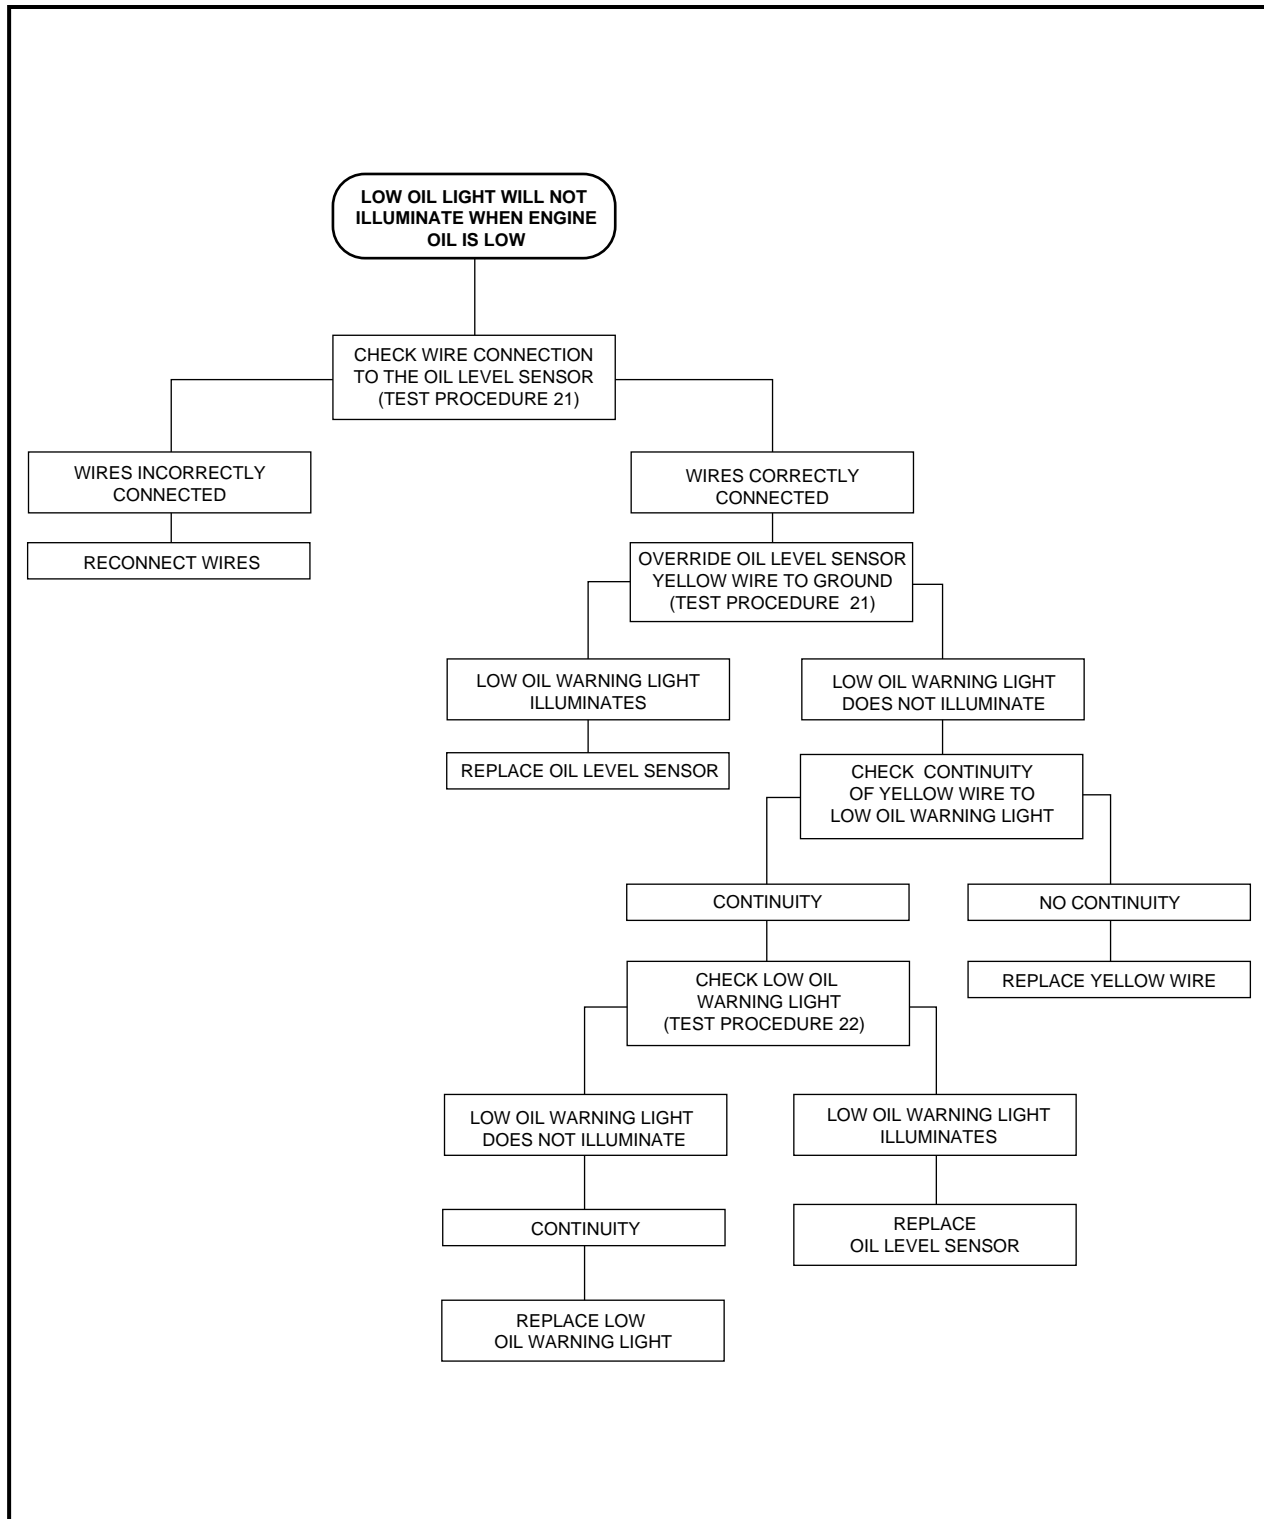 LOW OIL LIGHT WILL NOT
ILLUMINATE WHEN ENGINE
OIL IS LOW
CHECK WIRE CONNECTION
TO THE OIL LEVEL SENSOR
(TEST PROCEDURE 21)
WIRES INCORRECTLY
CONNECTED
WIRES CORRECTLY
CONNECTED
RECONNECT WIRES
OVERRIDE OIL LEVEL SENSOR
YELLOW WIRE TO GROUND
(TEST PROCEDURE 21)
LOW OIL WARNING LIGHT
ILLUMINATES
LOW OIL WARNING LIGHT
DOES NOT ILLUMINATE
REPLACE OIL LEVEL SENSOR
CHECK CONTINUITY
OF YELLOW WIRE TO
LOW OIL WARNING LIGHT
CONTINUITY
NO CONTINUITY
CHECK LOW OIL
WARNING LIGHT
(TEST PROCEDURE 22)
REPLACE YELLOW WIRE
LOW OIL WARNING LIGHT
DOES NOT ILLUMINATE
LOW OIL WARNING LIGHT
ILLUMINATES
CONTINUITY
REPLACE
OIL LEVEL SENSOR
REPLACE LOW
OIL WARNING LIGHT